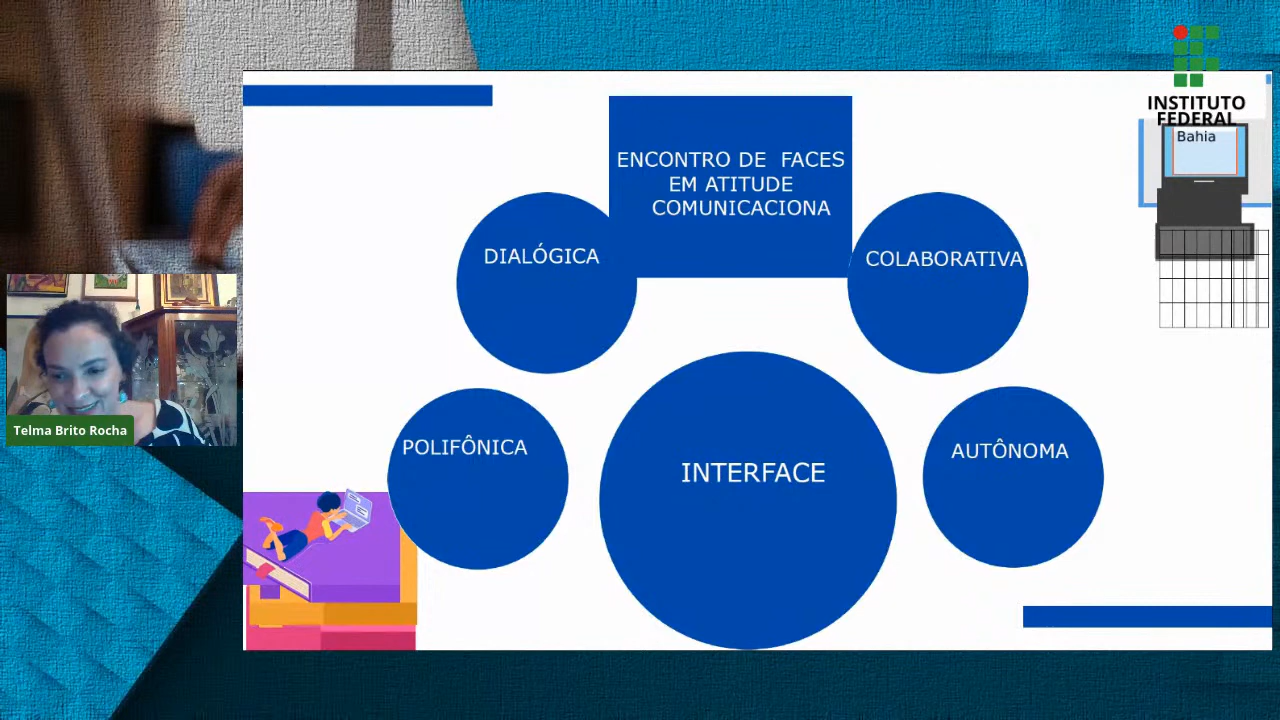 INSTITUTO
FEDERAL
Bahia
ENCONTRO DE FACES
EM ATITUDE
COMUNICACIONA
DIALÓGICA
COLABORATIVA
POLIFÔNICA
INTERFACE
AUTÔNOMA
Telma Brito Rocha